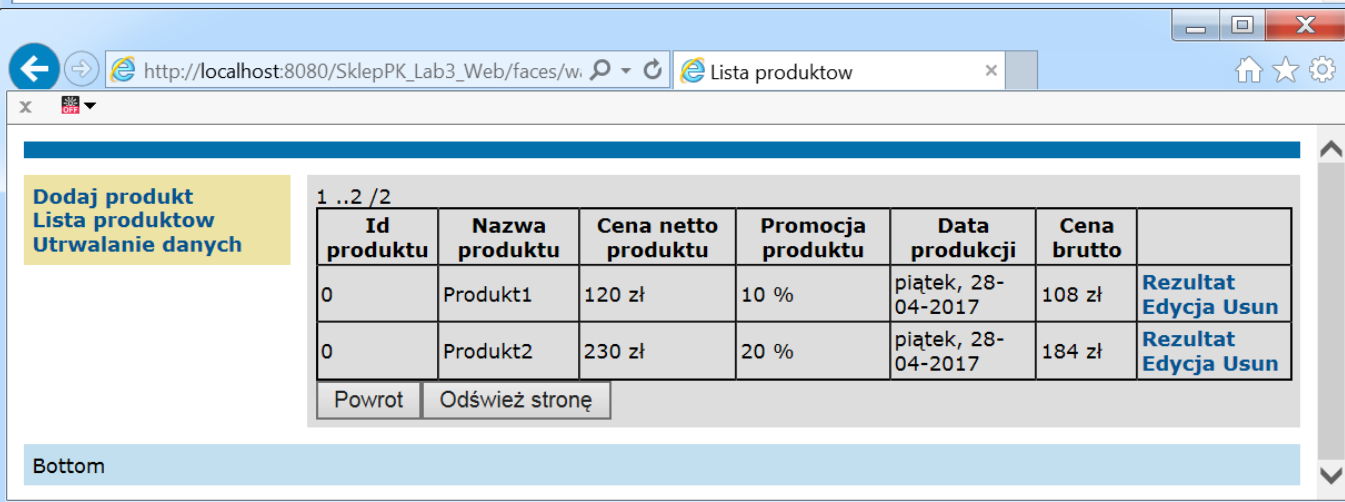 http://localhost:8080/SklepPK_Lab3_Web/faces/w
Lista produktow
x
OFF
Dodaj produkt
Lista produktow
Utrwalanie danych
1 ..2 /2
Id produktu Nazwa produktu Cena netto produktu Promocja produktu Data produkcji Cena brutto
0 Produkt1 120 zł 10 % piątek, 28-04-2017 108 zł Rezultat Edycja Usun
0 Produkt2 230 zł 20 % piątek, 28-04-2017 184 zł Rezultat Edycja Usun
Powrot Odśwież stronę
Bottom